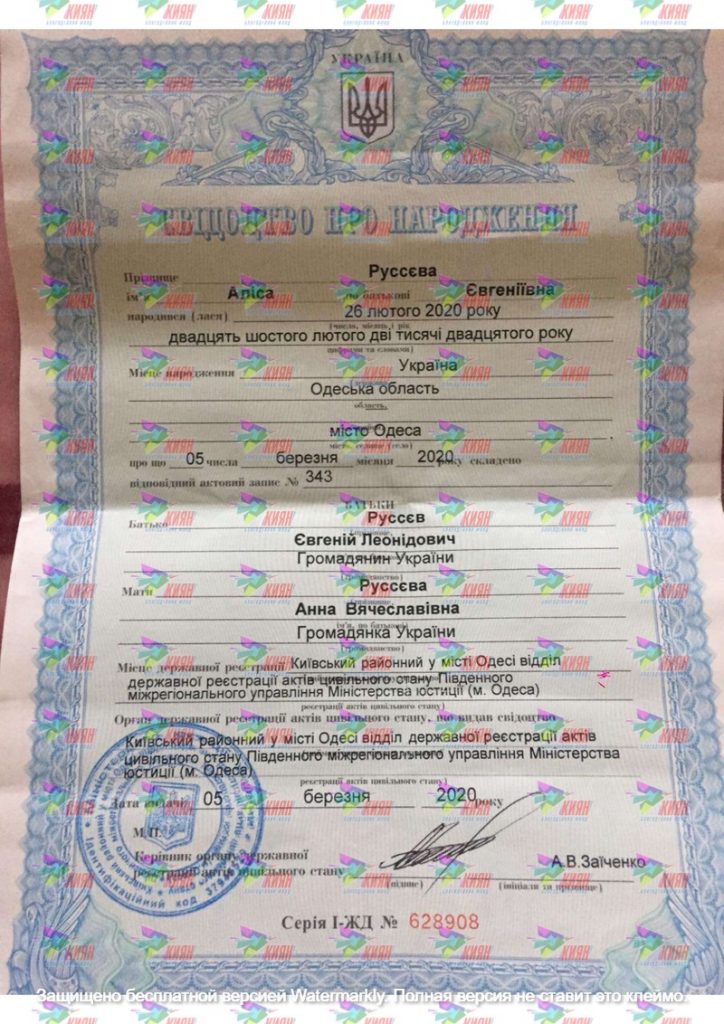 УКРАЇНА
СВІДОЦТВО ПРО НАРОДЖЕННЯ
Прізвище Руссєва
ім'я Аліса по батькові Євгеніївна
народився (лася) 26 лютого 2020 року
(число, місяць, рік
двадцять шостого лютого дві тисячі двадцятого року
цифрами та словами)
Місце народження Україна
Одеська область
область,
місто Одеса
місто, селище (село)
про що 05 числа березня місяця 2020 року складено
відповідний актовий запис № 343
БАТЬКИ
Батько Руссєв
Євгеній Леонідович
Громадянин України
(громадянство)
Мати Руссєва
(прізвище,
Анна Вячеславівна
ім'я, по батькові)
Громадянка України
(громадянство)
Місце державної реєстрації Київський районний у місті Одесі відділ
державної реєстрації актів цивільного стану Південного
міжрегіонального управління Міністерства юстиції (м. Одеса)
реєстрації актів цивільного стану)
Орган державної реєстрації актів цивільного стану, що видав свідоцтво
Київський районний у місті Одесі відділ державної реєстрації актів
цивільного стану Південного міжрегіонального управління Міністерства
юстиції (м. Одеса)
реєстрації актів цивільного стану)
Дата видачі 05 березня 2020 року
М.П.
Керівник органу державної
реєстрації актів цивільного стану А.В.Заїченко
(підпис) (ініціали та прізвище)
Серія І-ЖД № 628908
КИЯН
БЛАГОДІЙНИЙ ФОНД
Защищено бесплатной версией Watermarkly. Полная версия не ставит это клеймо.